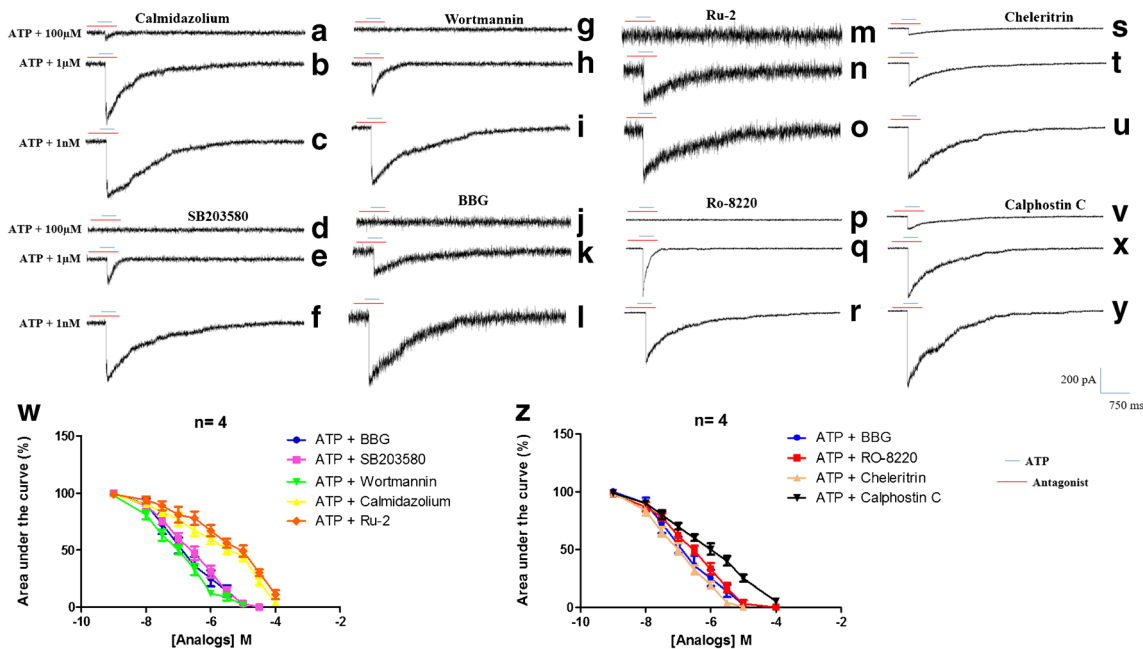 Calmidazolium
Wortmannin
Ru-2
Cheleritrin
ATP + 100µM
a
g
m
s
ATP + 1µM
b
h
n
t
ATP + 1nM
c
i
o
u
SB203580
BBG
Ro-8220
Calphostin C
ATP + 100µM
d
j
p
v
ATP + 1µM
e
k
q
x
ATP + 1nM
f
l
r
y
200 pA
750 ms
w
n= 4
Area under the curve (%)
150
100
50
0
-10
-8
-6
-4
-2
[Analogs] M
ATP + BBG
ATP + SB203580
ATP + Wortmannin
ATP + Calmidazolium
ATP + Ru-2
z
n= 4
Area under the curve (%)
150
100
50
0
-10
-8
-6
-4
-2
[Analogs] M
ATP + BBG
ATP + RO-8220
ATP + Cheleritrin
ATP + Calphostin C
ATP
Antagonist